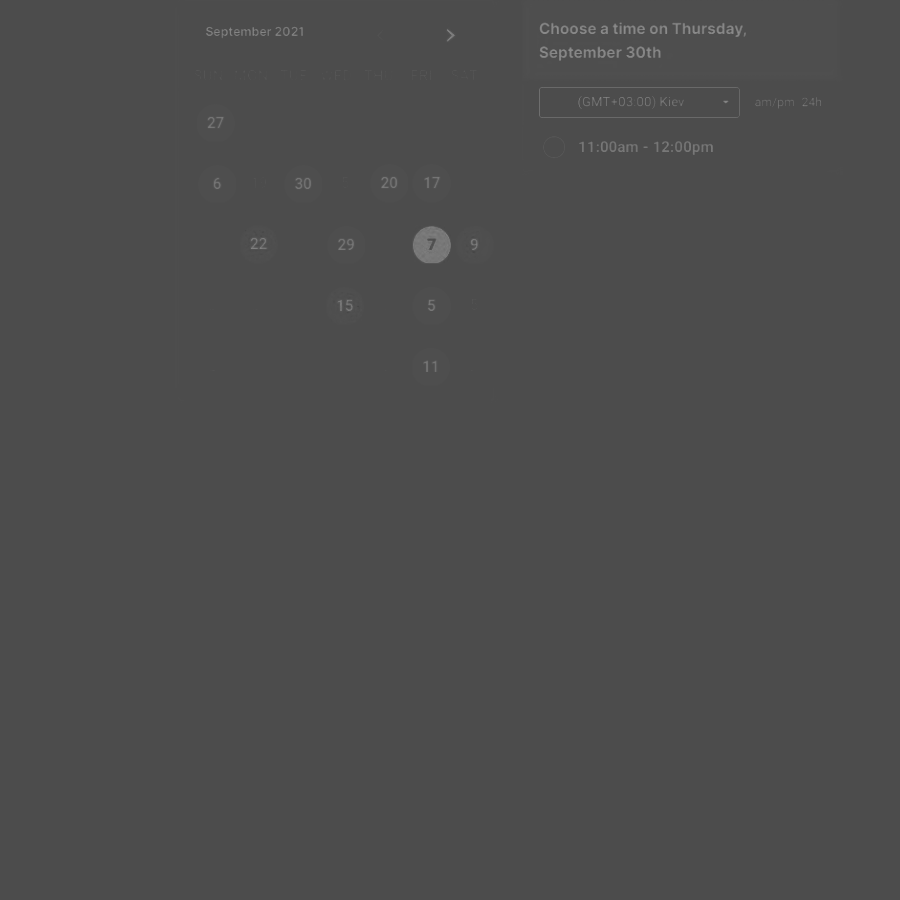 September 2021
SUN MON TUE WED THU FRI SAT
27
6 30 20 17
22 29 7 9
15 5
11
Choose a time on Thursday,
September 30th
(GMT+03:00) Kiev am/pm 24h
11:00am - 12:00pm